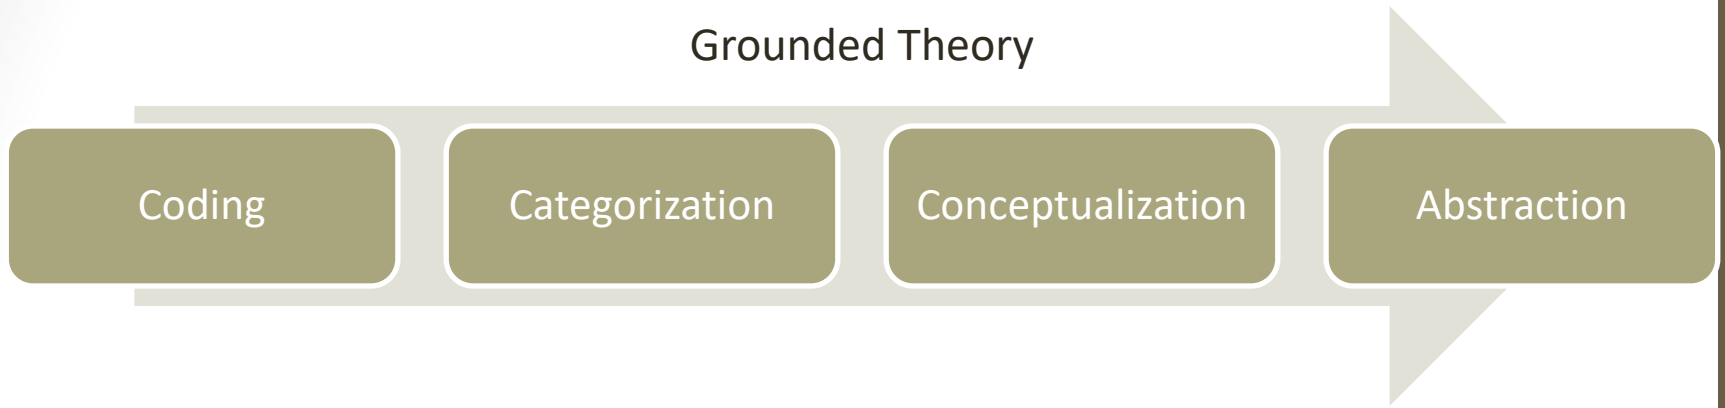 Grounded Theory
Coding
Categorization
Conceptualization
Abstraction